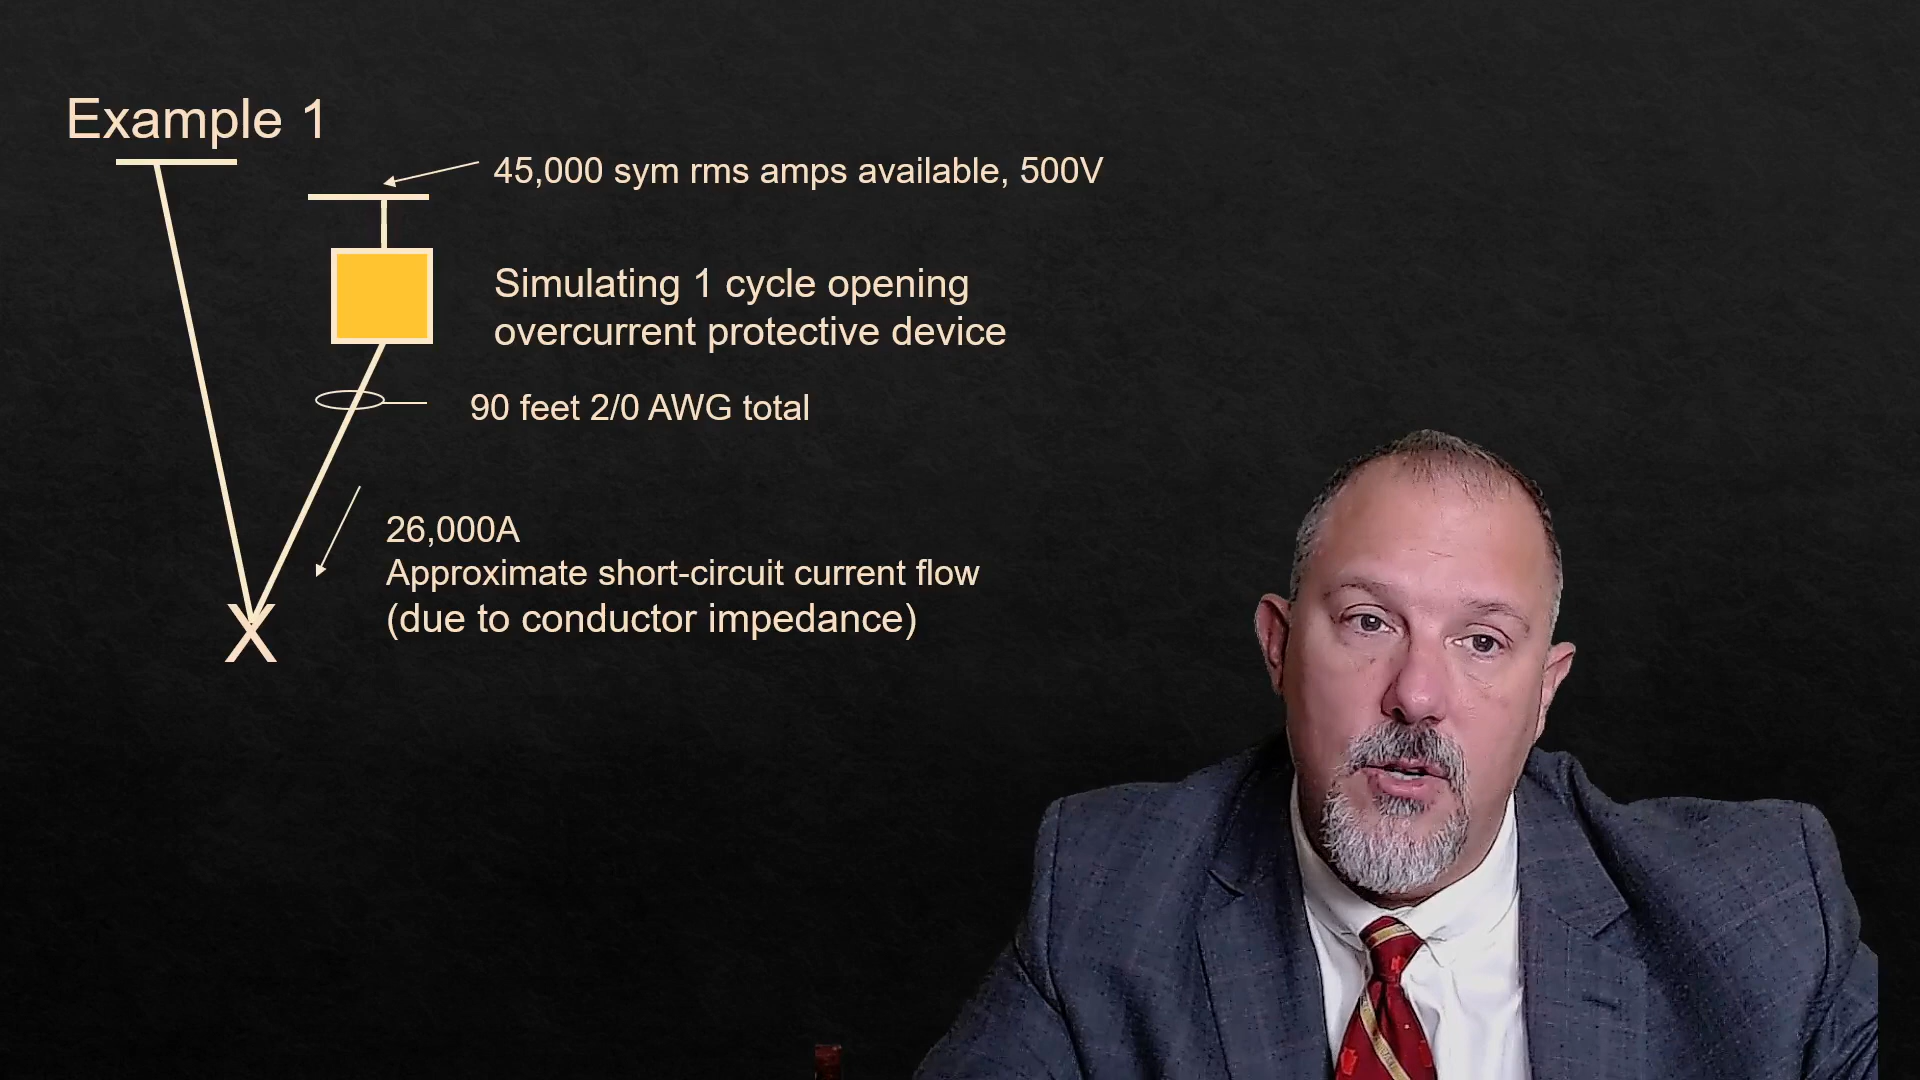 Example 1
45,000 sym rms amps available, 500V
Simulating 1 cycle opening
overcurrent protective device
90 feet 2/0 AWG total
26,000A
Approximate short-circuit current flow
(due to conductor impedance)
X